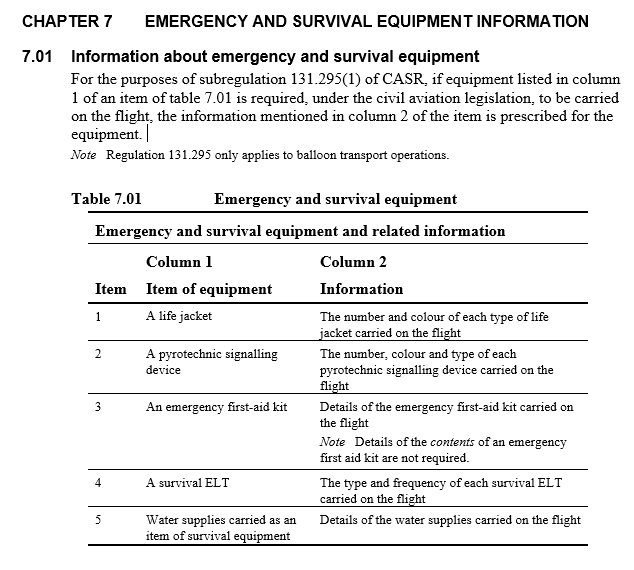 CHAPTER 7 EMERGENCY AND SURVIVAL EQUIPMENT INFORMATION
7.01 Information about emergency and survival equipment
For the purposes of subregulation 131.295(1) of CASR, if equipment listed in column
1 of an item of table 7.01 is required, under the civil aviation legislation, to be carried
on the flight, the information mentioned in column 2 of the item is prescribed for the
equipment.
Note Regulation 131.295 only applies to balloon transport operations.
Table 7.01 Emergency and survival equipment
Emergency and survival equipment and related information
Column 1 Column 2
Item Item of equipment Information
1 A life jacket The number and colour of each type of life
jacket carried on the flight
2 A pyrotechnic signalling The number, colour and type of each
device pyrotechnic signalling device carried on the
flight
3 An emergency first-aid kit Details of the emergency first-aid kit carried on
the flight
Note Details of the contents of an emergency
first aid kit are not required.
4 A survival ELT The type and frequency of each survival ELT
carried on the flight
5 Water supplies carried as an Details of the water supplies carried on the flight
item of survival equipment